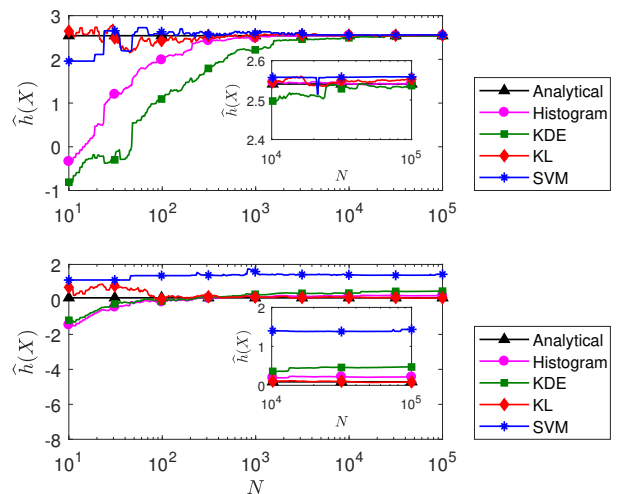 3
2
1
0
-1
ĥ(X)
10^1
10^2
10^3
10^4
10^5
2.6
2.5
2.4
ĥ(X)
10^4
10^5
N
Analytical
Histogram
KDE
KL
SVM
2
0
-2
-4
-6
-8
ĥ(X)
10^1
10^2
10^3
10^4
10^5
N
2
1
0
ĥ(X)
10^4
10^5
N
Analytical
Histogram
KDE
KL
SVM